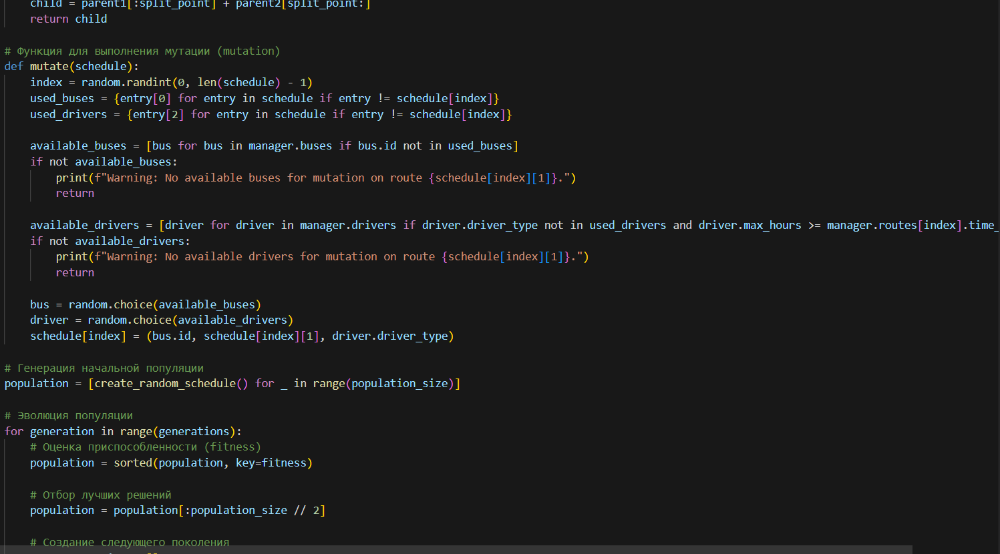 child = parent1[:split_point] + parent2[split_point:]
return child
# Функция для выполнения мутации (mutation)
def mutate(schedule):
index = random.randint(0, len(schedule) - 1)
used_buses = {entry[0] for entry in schedule if entry != schedule[index]}
used_drivers = {entry[2] for entry in schedule if entry != schedule[index]}
available_buses = [bus for bus in manager.buses if bus.id not in used_buses]
if not available_buses:
print(f"Warning: No available buses for mutation on route {schedule[index][1]}.")
return
available_drivers = [driver for driver in manager.drivers if driver.driver_type not in used_drivers and driver.max_hours >= manager.routes[index].time_
if not available_drivers:
print(f"Warning: No available drivers for mutation on route {schedule[index][1]}.")
return
bus = random.choice(available_buses)
driver = random.choice(available_drivers)
schedule[index] = (bus.id, schedule[index][1], driver.driver_type)
# Генерация начальной популяции
population = [create_random_schedule() for _ in range(population_size)]
# Эволюция популяции
for generation in range(generations):
# Оценка приспособленности (fitness)
population = sorted(population, key=fitness)
# Отбор лучших решений
population = population[:population_size // 2]
# Создание следующего поколения